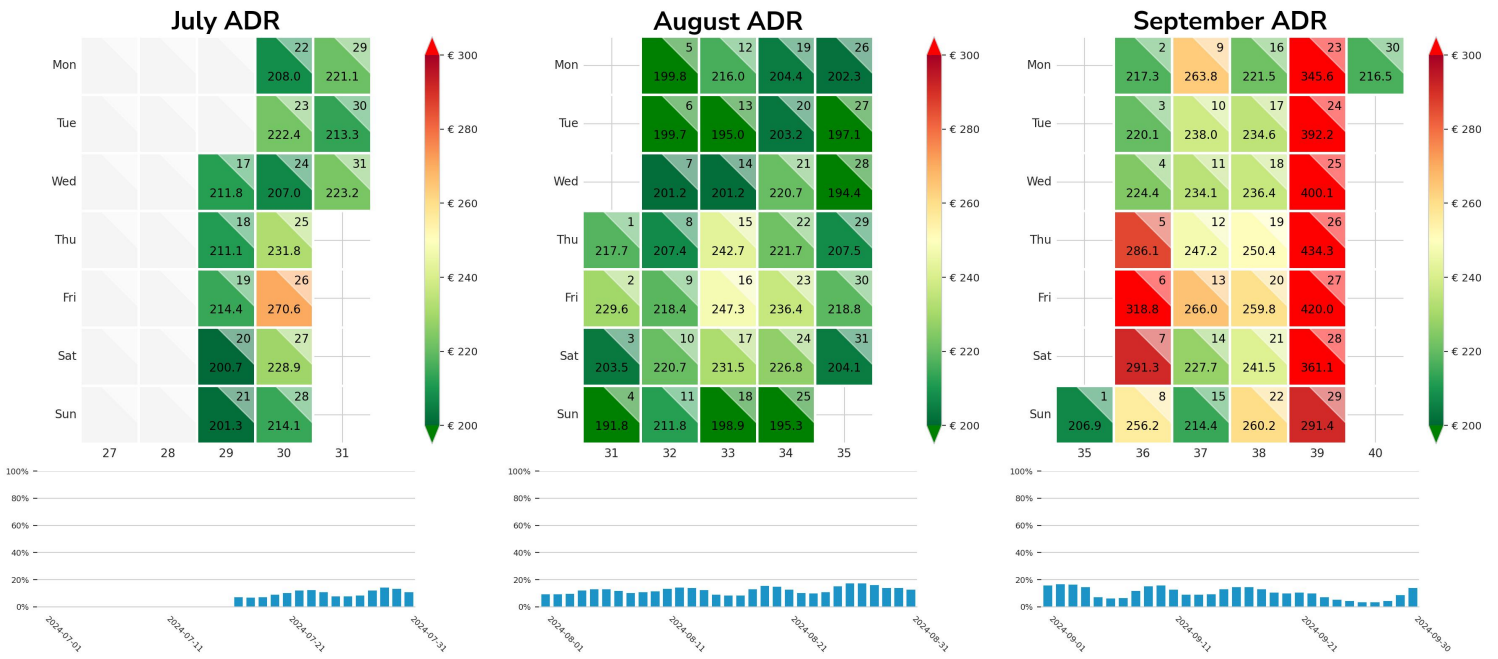 July ADR
August ADR
September ADR
Mon 22 208.0 29 221.1
Tue 23 222.4 30 213.3
Wed 17 211.8 24 207.0 31 223.2
Thu 18 211.1 25 231.8
Fri 19 214.4 26 270.6
Sat 20 200.7 27 228.9
Sun 21 201.3 28 214.1
27 28 29 30 31
€ 300
€ 280
€ 260
€ 240
€ 220
€ 200
Mon 5 199.8 12 216.0 19 204.4 26 202.3
Tue 6 199.7 13 195.0 20 203.2 27 197.1
Wed 7 201.2 14 201.2 21 220.7 28 194.4
Thu 1 217.7 8 207.4 15 242.7 22 221.7 29 207.5
Fri 2 229.6 9 218.4 16 247.3 23 236.4 30 218.8
Sat 3 203.5 10 220.7 17 231.5 24 226.8 31 204.1
Sun 4 191.8 11 211.8 18 198.9 25 195.3
31 32 33 34 35
€ 300
€ 280
€ 260
€ 240
€ 220
€ 200
Mon 2 217.3 9 263.8 16 221.5 23 345.6 30 216.5
Tue 3 220.1 10 238.0 17 234.6 24 392.2
Wed 4 224.4 11 234.1 18 236.4 25 400.1
Thu 5 286.1 12 247.2 19 250.4 26 434.3
Fri 6 318.8 13 266.0 20 259.8 27 420.0
Sat 7 291.3 14 227.7 21 241.5 28 361.1
Sun 1 206.9 8 256.2 15 214.4 22 260.2 29 291.4
35 36 37 38 39 40
€ 300
€ 280
€ 260
€ 240
€ 220
€ 200
100%
80%
60%
40%
20%
0%
2024-07-01 2024-07-11 2024-07-21 2024-07-31
100%
80%
60%
40%
20%
0%
2024-08-01 2024-08-11 2024-08-21 2024-08-31
100%
80%
60%
40%
20%
0%
2024-09-01 2024-09-11 2024-09-21 2024-09-30